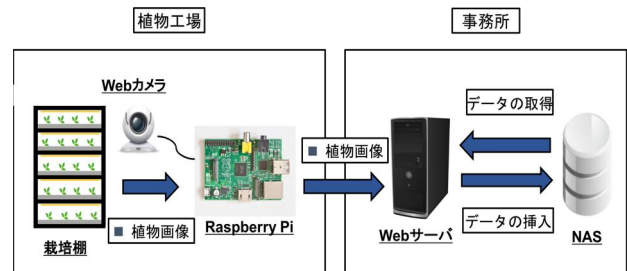 植物工場
事務所
Webカメラ
データの取得
■ 植物画像
■ 植物画像
Raspberry Pi
栽培棚
Webサーバ
データの挿入
NAS